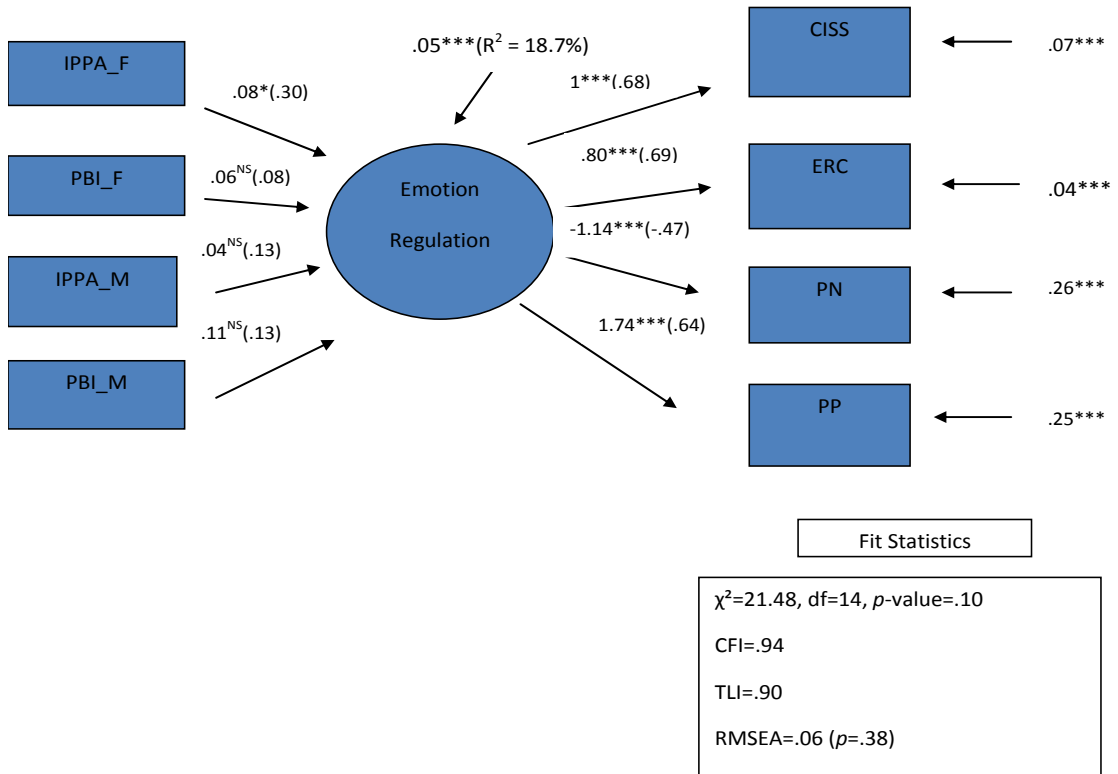 IPPA_F
PBI_F
IPPA_M
PBI_M
.08*(.30)
.06NS(.08)
.04NS(.13)
.11NS(.13)
.05***(R² = 18.7%)
Emotion
Regulation
1***(.68)
.80***(.69)
-1.14***(-.47)
1.74***(.64)
CISS
ERC
PN
PP
.07***
.04***
.26***
.25***
Fit Statistics
χ²=21.48, df=14, p-value=.10
CFI=.94
TLI=.90
RMSEA=.06 (p=.38)